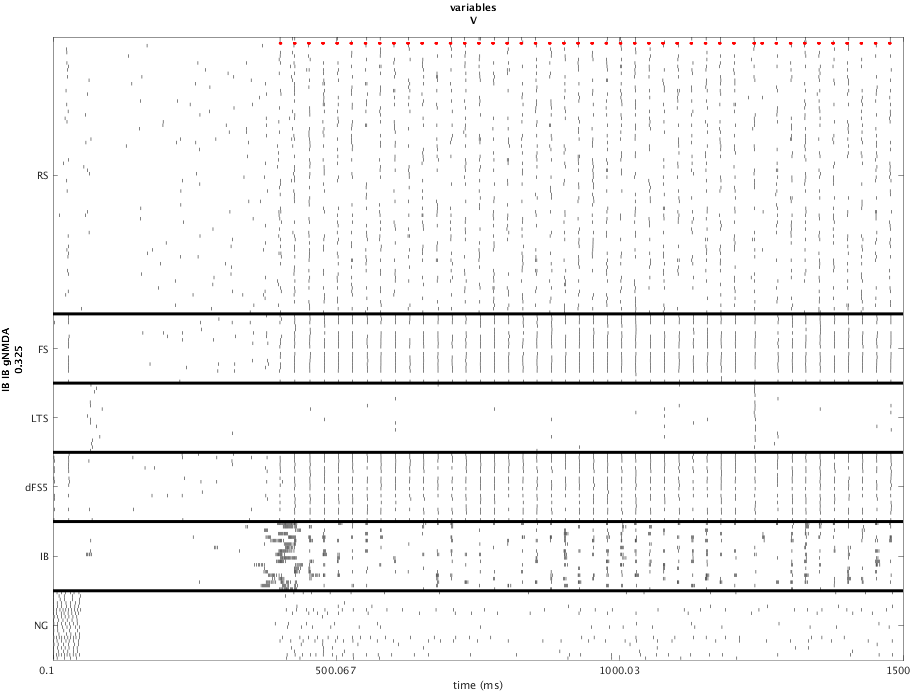 variables
V
RS
FS
LTS
dFS5
IB
NG
IB IB gNMDA
0.325
0.1
500.067
1000.03
1500
time (ms)